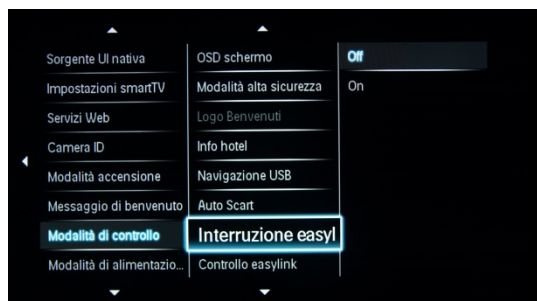 Sorgente UI nativa
Impostazioni smartTV
Servizi Web
Camera ID
Modalità accensione
Messaggio di benvenuto
Modalità di controllo
Modalità di alimentazio...
OSD schermo
Modalità alta sicurezza
Logo Benvenuti
Info hotel
Navigazione USB
Auto Scart
Interruzione easyl
Controllo easylink
Off
On